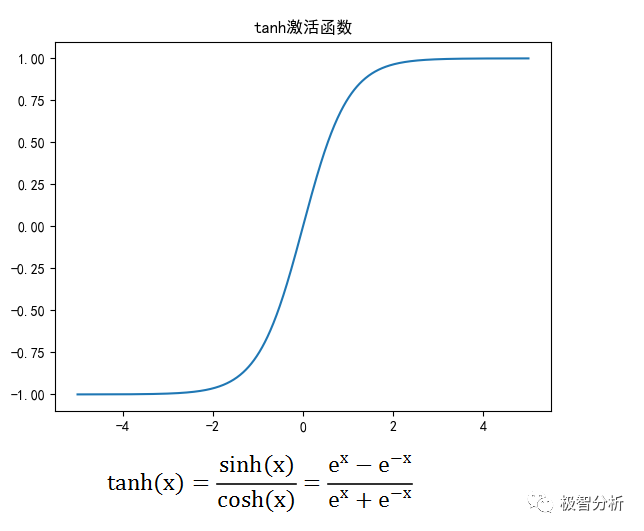 tanh激活函数
1.00
0.75
0.50
0.25
0.00
-0.25
-0.50
-0.75
-1.00
-4 -2 0 2 4
tanh(x) = sinh(x)/cosh(x) = (eˣ − e⁻ˣ)/(eˣ + e⁻ˣ)
极智分析